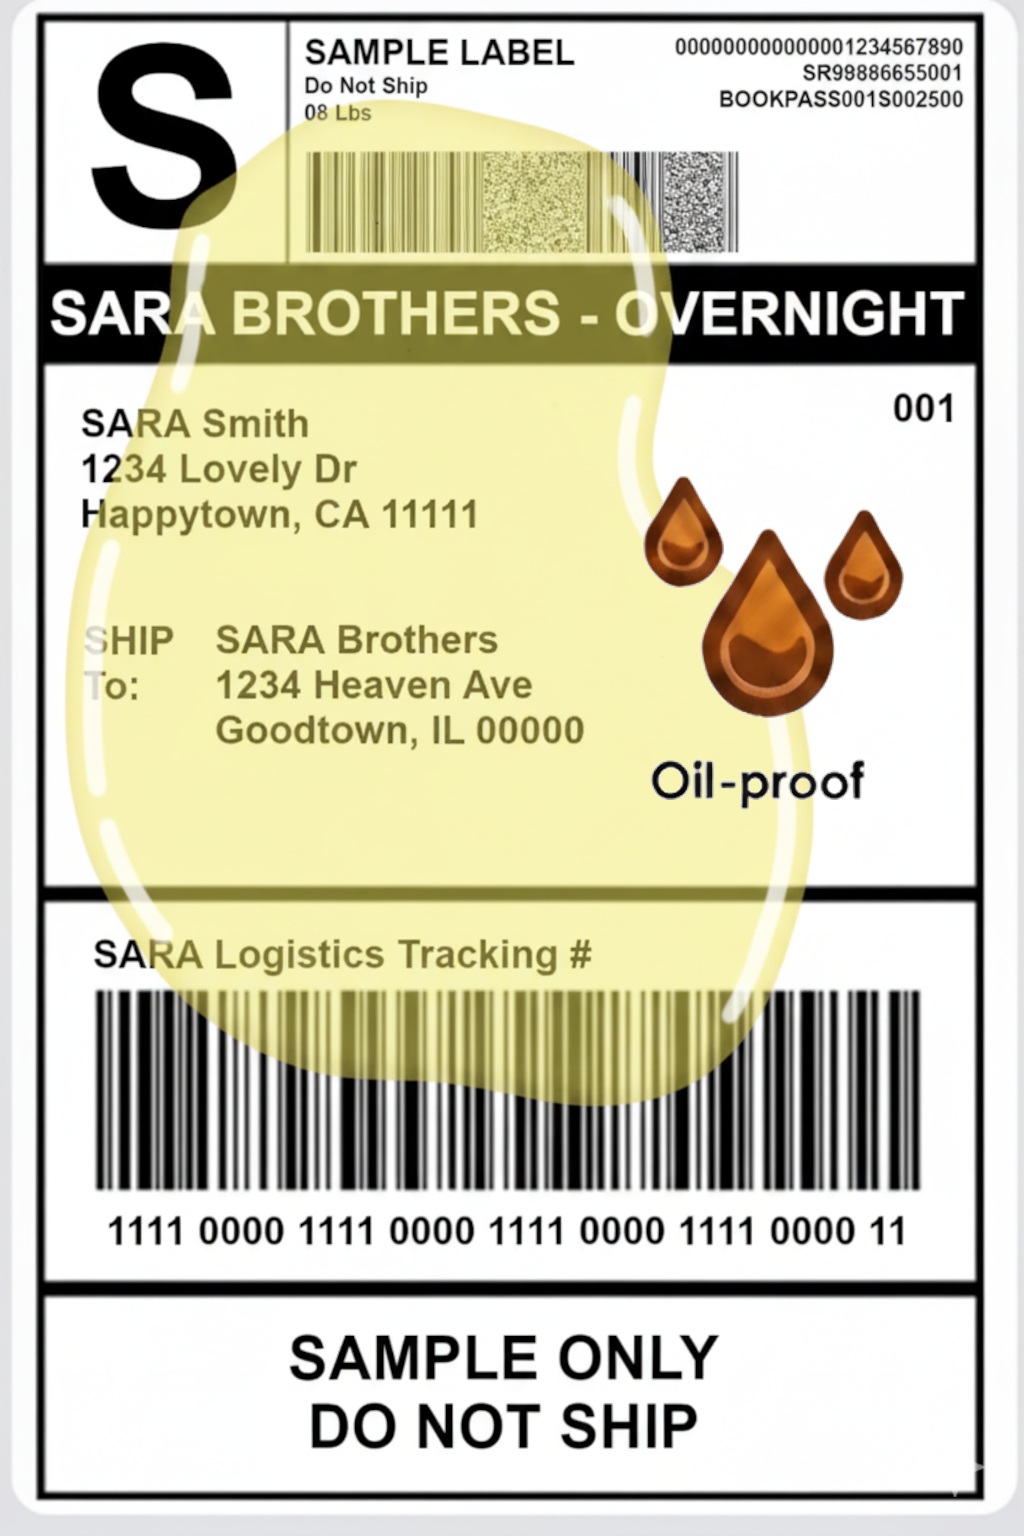 S
SAMPLE LABEL
Do Not Ship
08 Lbs
00000000000001234567890
SR99886655001
BOOKPASS001S002500
SARA BROTHERS - OVERNIGHT
001
SARA Smith
1234 Lovely Dr
Happytown, CA 11111
SHIP To:
SARA Brothers
1234 Heaven Ave
Goodtown, IL 00000
Oil-proof
SARA Logistics Tracking #
1111 0000 1111 0000 1111 0000 1111 0000 11
SAMPLE ONLY
DO NOT SHIP